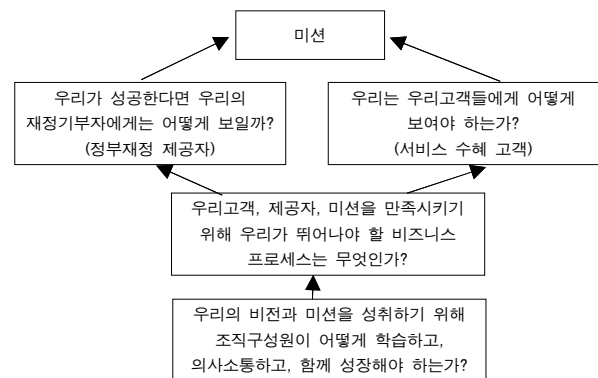 미션
우리가 성공한다면 우리의
재정기부자에게는 어떻게 보일까?
(정부재정 제공자)
우리는 우리고객들에게 어떻게
보여야 하는가?
(서비스 수혜 고객)
우리고객, 제공자, 미션을 만족시키기
위해 우리가 뛰어나야 할 비즈니스
프로세스는 무엇인가?
우리의 비전과 미션을 성취하기 위해
조직구성원이 어떻게 학습하고,
의사소통하고, 함께 성장해야 하는가?